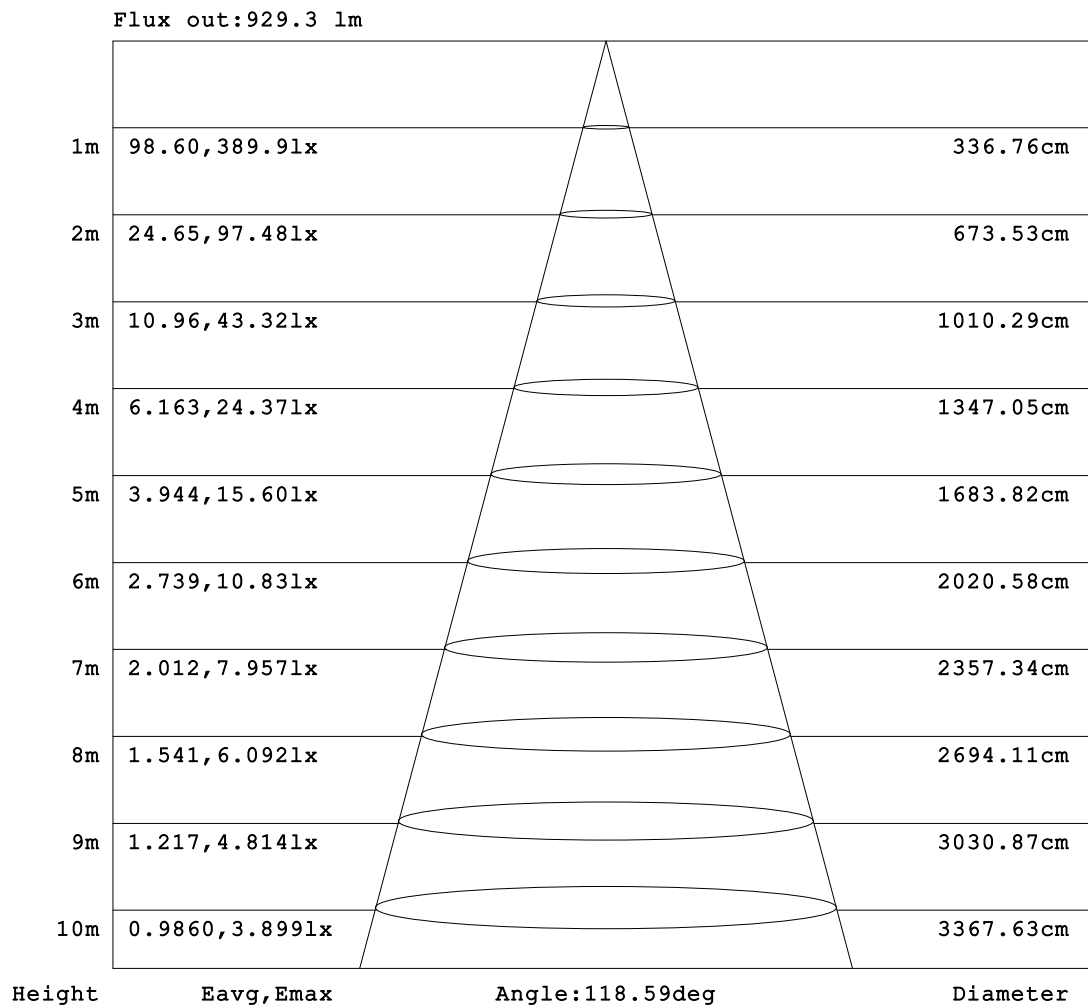 Flux out:929.3 lm
1m 98.60,389.9lx 336.76cm
2m 24.65,97.48lx 673.53cm
3m 10.96,43.32lx 1010.29cm
4m 6.163,24.37lx 1347.05cm
5m 3.944,15.60lx 1683.82cm
6m 2.739,10.83lx 2020.58cm
7m 2.012,7.957lx 2357.34cm
8m 1.541,6.092lx 2694.11cm
9m 1.217,4.814lx 3030.87cm
10m 0.9860,3.899lx 3367.63cm
Height Eavg,Emax Angle:118.59deg Diameter